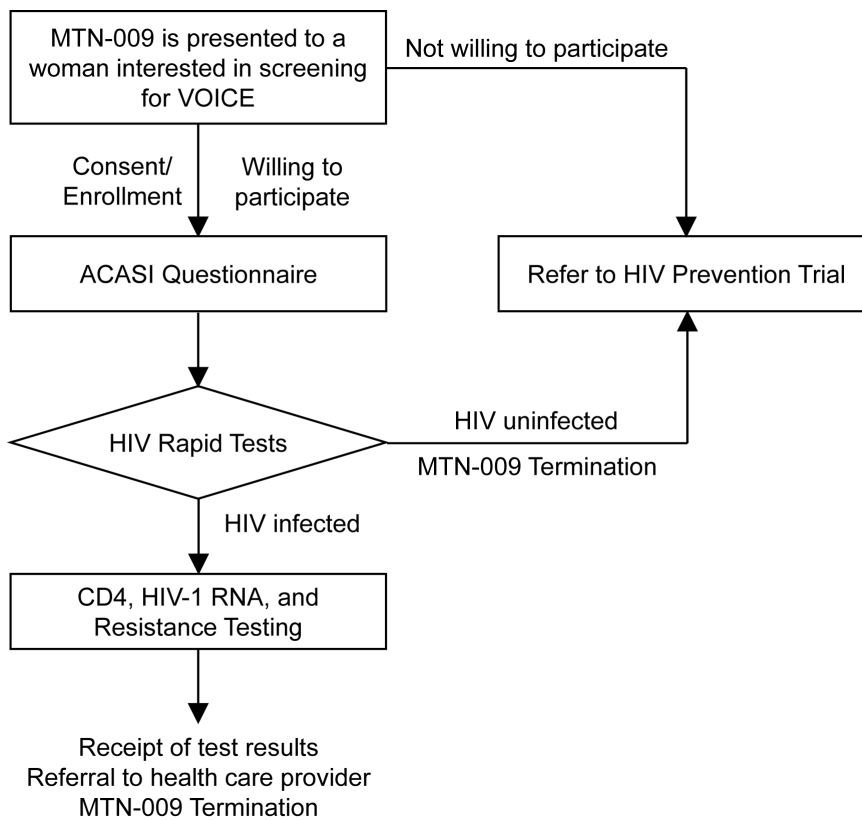 MTN-009 is presented to a
woman interested in screening
for VOICE
Not willing to participate
Consent/
Enrollment
Willing to
participate
ACASI Questionnaire
Refer to HIV Prevention Trial
HIV Rapid Tests
HIV uninfected
MTN-009 Termination
HIV infected
CD4, HIV-1 RNA, and
Resistance Testing
Receipt of test results
Referral to health care provider
MTN-009 Termination